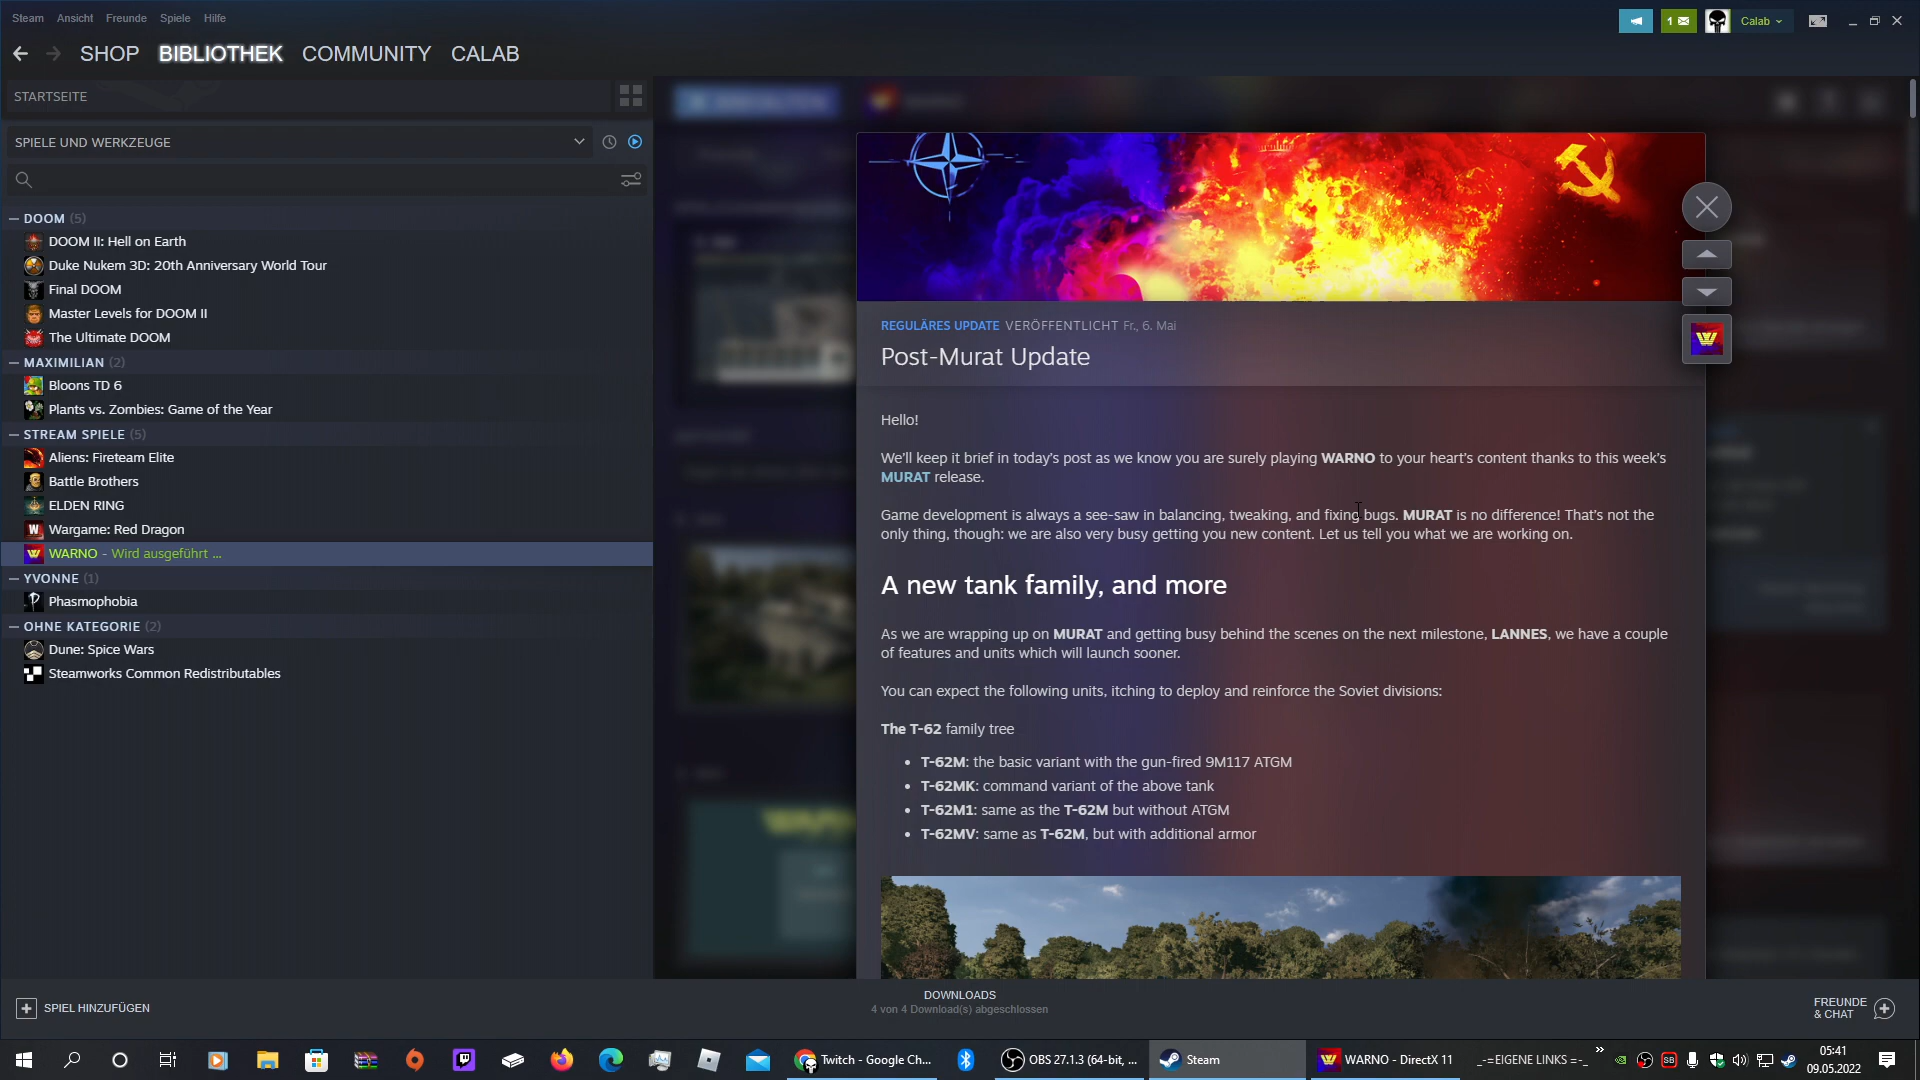 Steam Ansicht Freunde Spiele Hilfe
1
Calab
SHOP BIBLIOTHEK COMMUNITY CALAB
STARTSEITE
SPIELE UND WERKZEUGE
DOOM (5)
DOOM II: Hell on Earth
Duke Nukem 3D: 20th Anniversary World Tour
Final DOOM
Master Levels for DOOM II
The Ultimate DOOM
MAXIMILIAN (2)
Bloons TD 6
Plants vs. Zombies: Game of the Year
STREAM SPIELE (5)
Aliens: Fireteam Elite
Battle Brothers
ELDEN RING
Wargame: Red Dragon
WARNO - Wird ausgeführt ...
YVONNE (1)
Phasmophobia
OHNE KATEGORIE (2)
Dune: Spice Wars
Steamworks Common Redistributables
REGULÄRES UPDATE VERÖFFENTLICHT Fr., 6. Mai
Post-Murat Update
Hello!
We'll keep it brief in today's post as we know you are surely playing WARNO to your heart's content thanks to this week's
MURAT release.
Game development is always a see-saw in balancing, tweaking, and fixing bugs. MURAT is no difference! That's not the
only thing, though: we are also very busy getting you new content. Let us tell you what we are working on.
A new tank family, and more
As we are wrapping up on MURAT and getting busy behind the scenes on the next milestone, LANNES, we have a couple
of features and units which will launch sooner.
You can expect the following units, itching to deploy and reinforce the Soviet divisions:
The T-62 family tree
• T-62M: the basic variant with the gun-fired 9M117 ATGM
• T-62MK: command variant of the above tank
• T-62M1: same as the T-62M but without ATGM
• T-62MV: same as T-62M, but with additional armor
SPIEL HINZUFÜGEN
DOWNLOADS
4 von 4 Download(s) abgeschlossen
FREUNDE
& CHAT
Twitch - Google Ch...
OBS 27.1.3 (64-bit, ...
Steam
WARNO - DirectX 11
_-=EIGENE LINKS =-_
05:41
09.05.2022